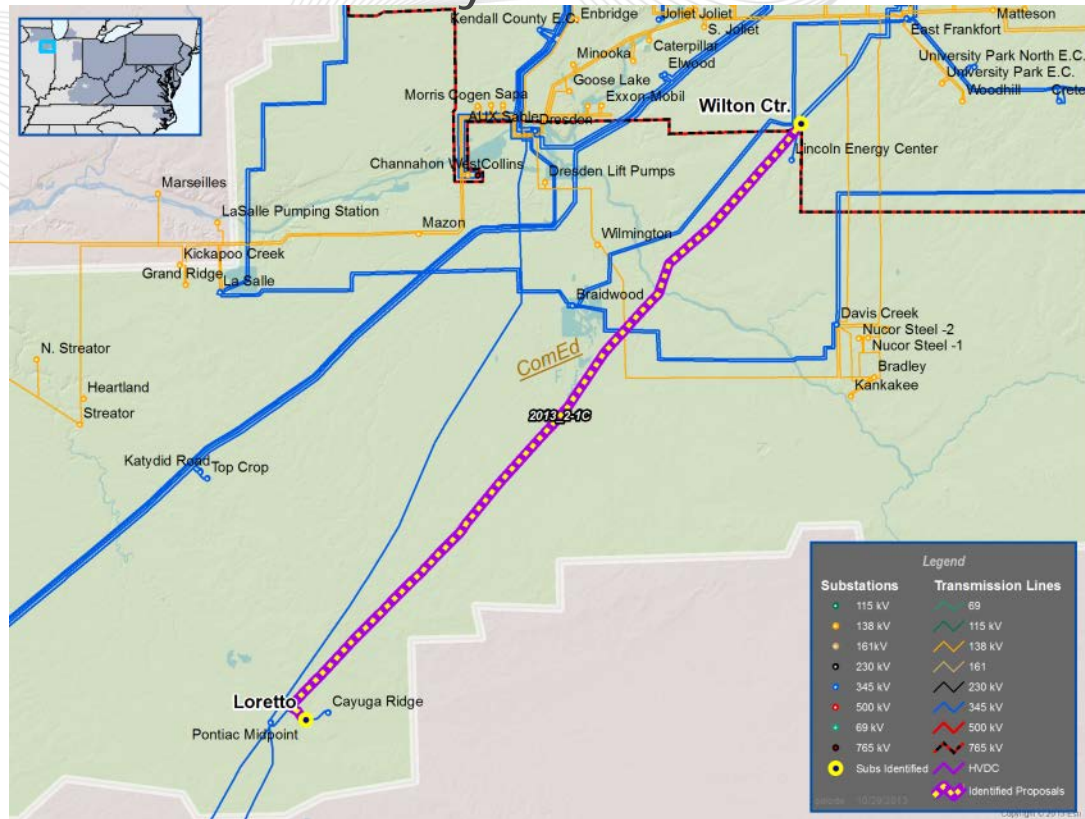 Kendall County E.C.
Enbridge
Joliet Joliet
S. Joliet
Matteson
East Frankfort
Minooka
Caterpillar
Elwood
University Park North E.C.
University Park E.C.
Goose Lake
Woodhill
Crete
Morris Cogen
Sapa
Exxon-Mobil
Wilton Ctr.
AUX Sable
Dresden
Lincoln Energy Center
Channahon West
Collins
Dresden Lift Pumps
Marseilles
LaSalle Pumping Station
Mazon
Wilmington
Kickapoo Creek
Grand Ridge
La Salle
Braidwood
Davis Creek
Nucor Steel -2
Nucor Steel -1
N. Streator
ComEd
Bradley
Kankakee
Heartland
Streator
2013_2-1C
Katydid Road
Top Crop
Loretto
Cayuga Ridge
Pontiac Midpoint
Legend
Substations
115 kV
138 kV
161kV
230 kV
345 kV
500 kV
69 kV
765 kV
Subs Identified
Transmission Lines
69
115 kV
138 kV
161
230 kV
345 kV
500 kV
765 kV
HVDC
Identified Proposals